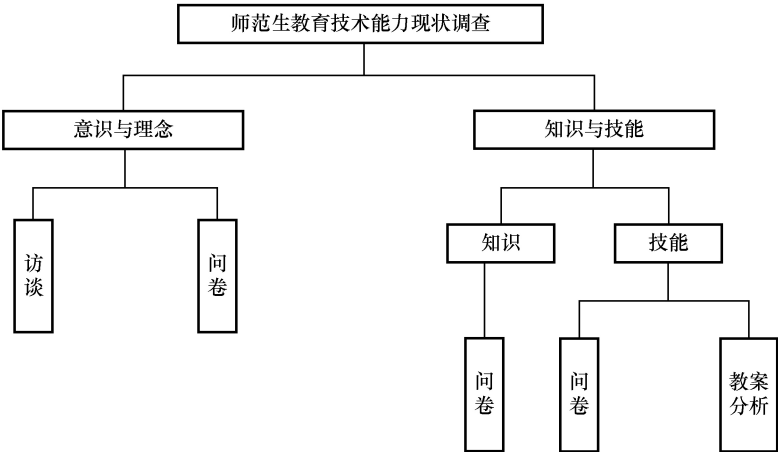 师范生教育技术能力现状调查
意识与理念
知识与技能
知识
技能
访
谈
问
卷
问
卷
问
卷
教案
分析